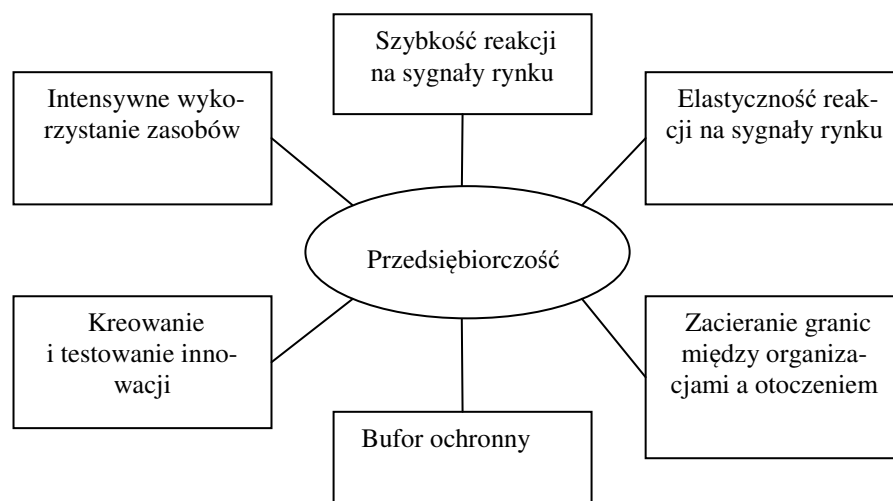 Szybkość reakcji
na sygnały rynku
Intensywne wyko-
rzystanie zasobów
Elastyczność reak-
cji na sygnały rynku
Przedsiębiorczość
Kreowanie
i testowanie inno-
wacji
Zacieranie granic
między organiza-
cjami a otoczeniem
Bufor ochronny